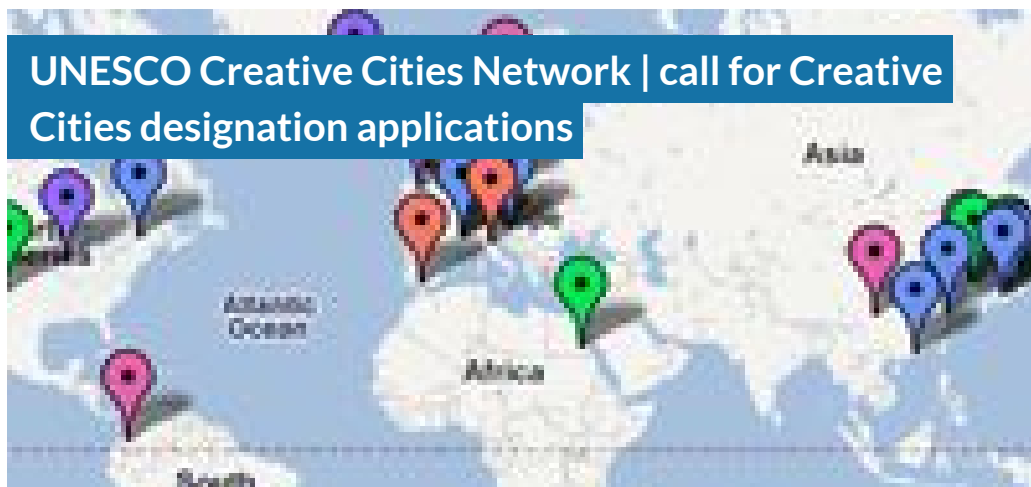 UNESCO Creative Cities Network | call for Creative
Cities designation applications
Asia
Atlantic
Ocean
Africa
South